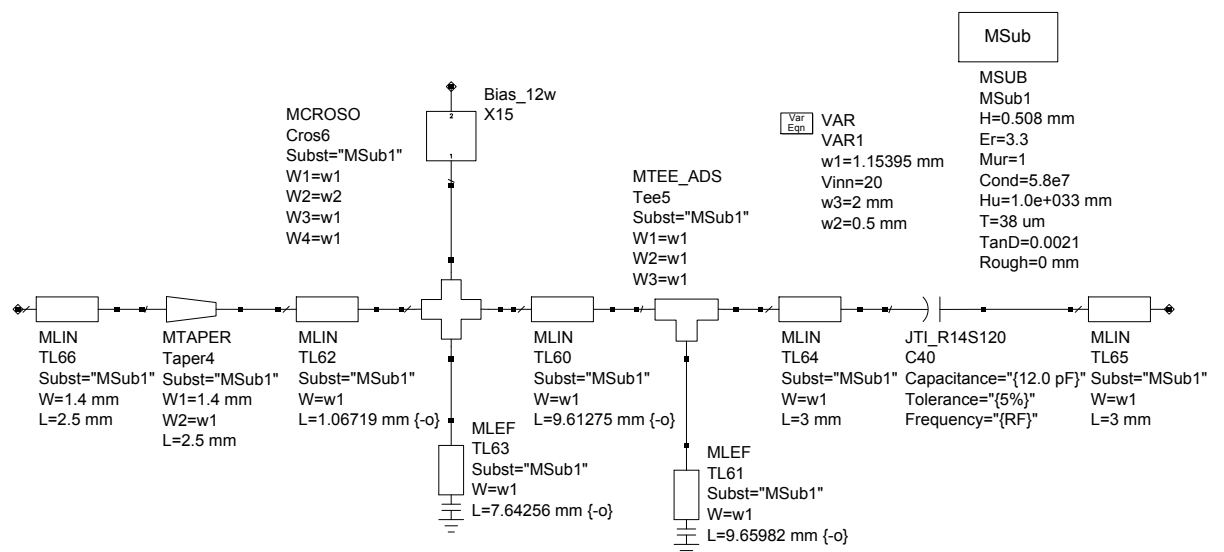 MSub
MSUB
MSub1
H=0.508 mm
Er=3.3
Mur=1
Cond=5.8e7
Hu=1.0e+033 mm
T=38 um
TanD=0.0021
Rough=0 mm
Var
Eqn
VAR
VAR1
w1=1.15395 mm
Vinn=20
w3=2 mm
w2=0.5 mm
Bias_12w
X15
2
1
MCROSO
Cros6
Subst="MSub1"
W1=w1
W2=w2
W3=w1
W4=w1
MTEE_ADS
Tee5
Subst="MSub1"
W1=w1
W2=w1
W3=w1
MLIN
TL66
Subst="MSub1"
W=1.4 mm
L=2.5 mm
MTAPER
Taper4
Subst="MSub1"
W1=1.4 mm
W2=w1
L=2.5 mm
MLIN
TL62
Subst="MSub1"
W=w1
L=1.06719 mm {-o}
MLEF
TL63
Subst="MSub1"
W=w1
L=7.64256 mm {-o}
MLIN
TL60
Subst="MSub1"
W=w1
L=9.61275 mm {-o}
MLEF
TL61
Subst="MSub1"
W=w1
L=9.65982 mm {-o}
MLIN
TL64
Subst="MSub1"
W=w1
L=3 mm
JTI_R14S120
C40
Capacitance="{12.0 pF}"
Tolerance="{5%}"
Frequency="{RF}"
MLIN
TL65
Subst="MSub1"
W=w1
L=3 mm